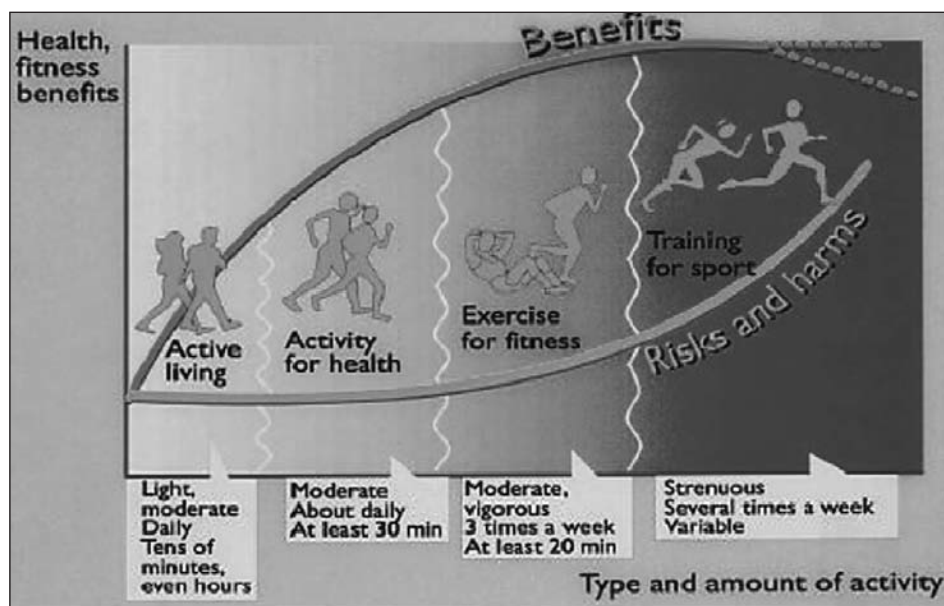 Health,
fitness
benefits
Benefits
Active
living
Activity
for health
Exercise
for fitness
Training
for sport
Risks and harms
Light,
moderate
Daily
Tens of
minutes,
even hours
Moderate
About daily
At least 30 min
Moderate,
vigorous
3 times a week
At least 20 min
Strenuous
Several times a week
Variable
Type and amount of activity